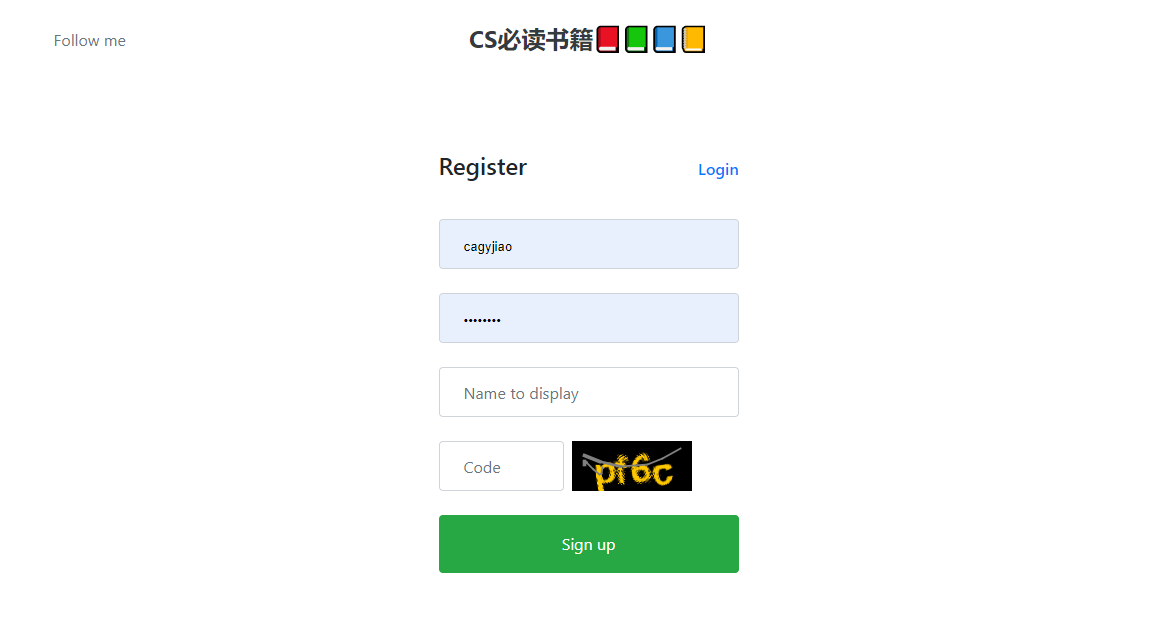 Follow me
CS必读书籍📕📗📘📒
Register
Login
cagyjiao
••••••••
Name to display
Code
pf6c
Sign up